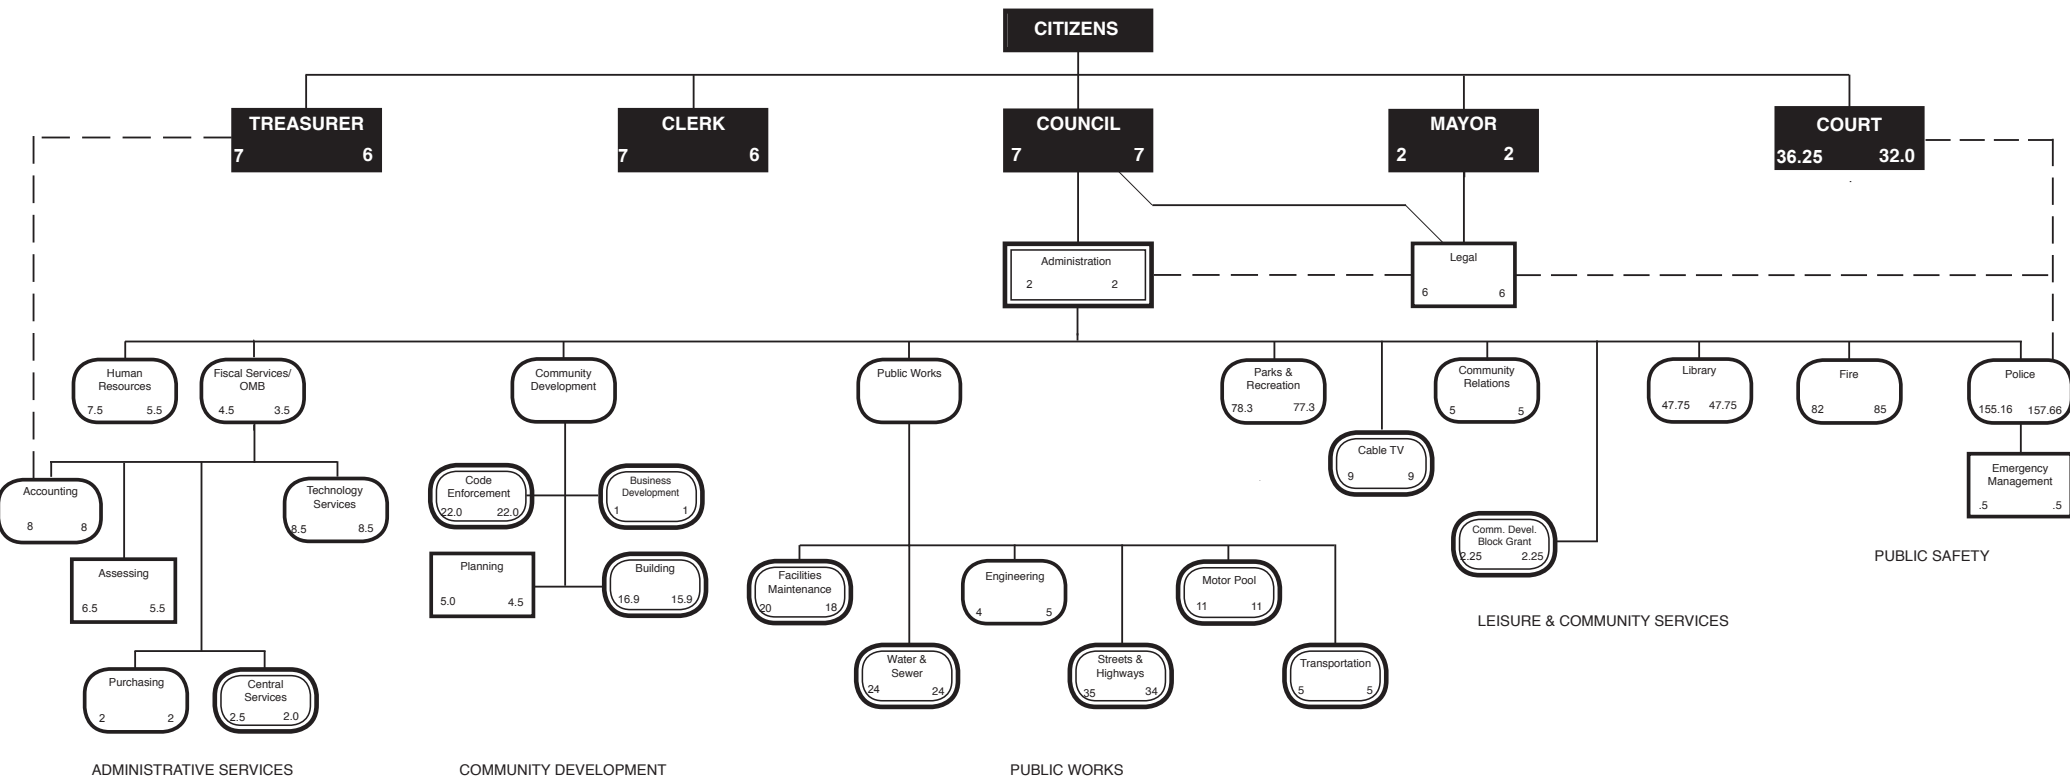 CITIZENS
TREASURER
7 6
CLERK
7 6
COUNCIL
7 7
MAYOR
2 2
COURT
36.25 32.0
Administration
2 2
Legal
6 6
Human
Resources
7.5 5.5
Fiscal Services/
OMB
4.5 3.5
Community
Development
Public Works
Parks &
Recreation
78.3 77.3
Cable TV
9 9
Community
Relations
5 5
Library
47.75 47.75
Fire
82 85
Police
155.16 157.66
Accounting
8 8
Technology
Services
8.5 8.5
Code
Enforcement
22.0 22.0
Business
Development
1 1
Emergency
Management
.5 .5
Comm. Devel.
Block Grant
2.25 2.25
Assessing
6.5 5.5
Planning
5.0 4.5
Building
16.9 15.9
Facilities
Maintenance
20 18
Engineering
4 5
Motor Pool
11 11
PUBLIC SAFETY
LEISURE & COMMUNITY SERVICES
Purchasing
2 2
Central
Services
2.5 2.0
Water &
Sewer
24 24
Streets &
Highways
35 34
Transportation
5 5
ADMINISTRATIVE SERVICES
COMMUNITY DEVELOPMENT
PUBLIC WORKS